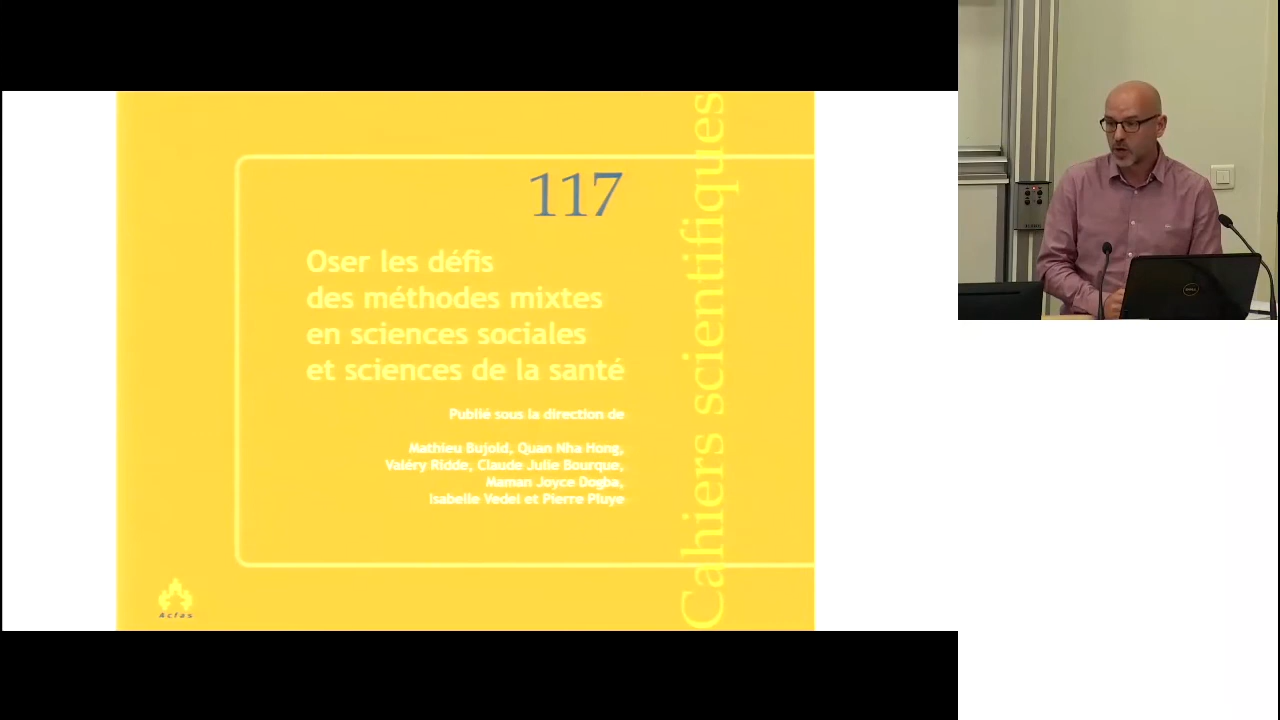 117
Oser les défis
des méthodes mixtes
en sciences sociales
et sciences de la santé
Publié sous la direction de
Mathieu Bujold, Quan Nha Hong,
Valéry Ridde, Claude Julie Bourque,
Maman Joyce Dogba,
Isabelle Vedel et Pierre Pluye
Cahiers scientifiques
Acfas
DELL